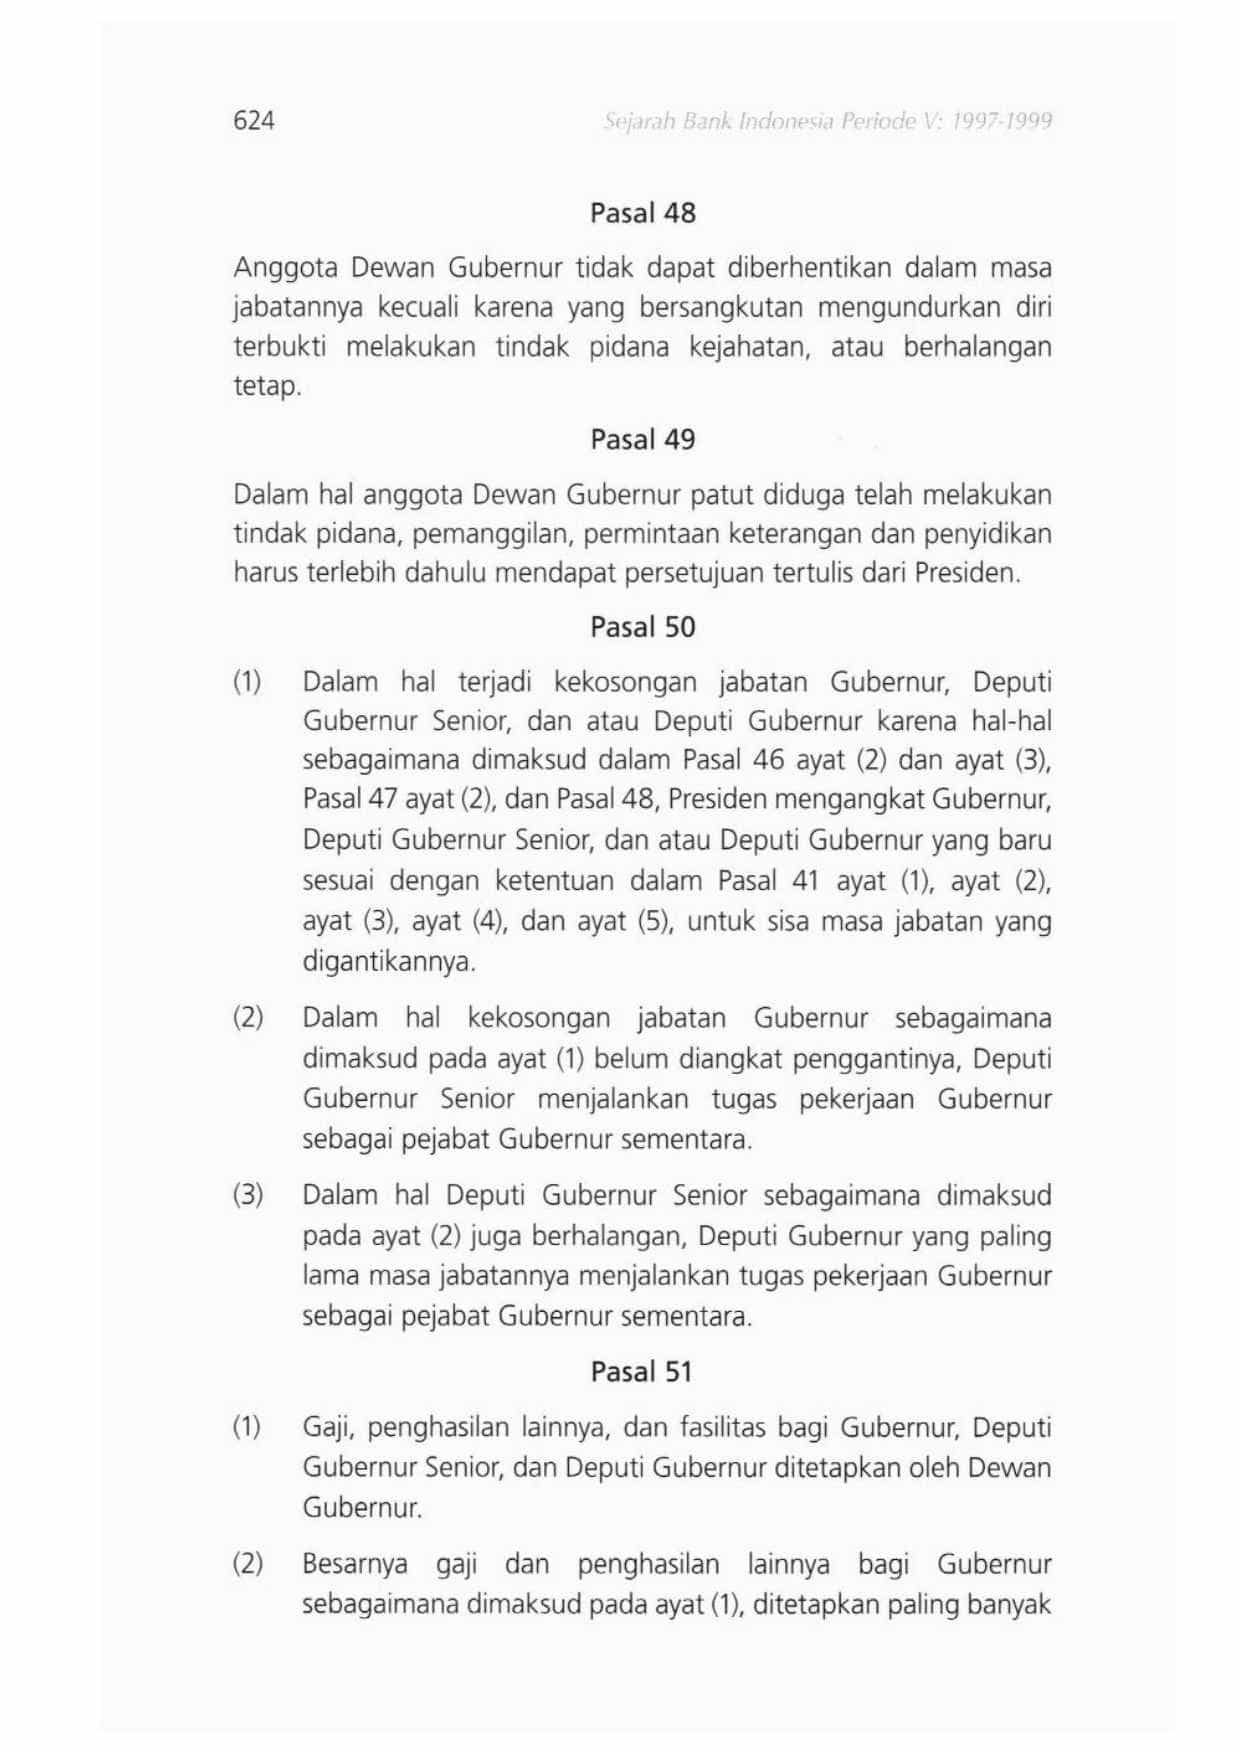 624
Sejarah Bank Indonesia Periode V: 1997-1999
Pasal 48
Anggota Dewan Gubernur tidak dapat diberhentikan dalam masa
jabatannya kecuali karena yang bersangkutan mengundurkan diri
terbukti melakukan tindak pidana kejahatan, atau berhalangan
tetap.
Pasal 49
Dalam hal anggota Dewan Gubernur patut diduga telah melakukan
tindak pidana, pemanggilan, permintaan keterangan dan penyidikan
harus terlebih dahulu mendapat persetujuan tertulis dari Presiden.
Pasal 50
(1) Dalam hal terjadi kekosongan jabatan Gubernur, Deputi
Gubernur Senior, dan atau Deputi Gubernur karena hal-hal
sebagaimana dimaksud dalam Pasal 46 ayat (2) dan ayat (3),
Pasal 47 ayat (2), dan Pasal 48, Presiden mengangkat Gubernur,
Deputi Gubernur Senior, dan atau Deputi Gubernur yang baru
sesuai dengan ketentuan dalam Pasal 41 ayat (1), ayat (2),
ayat (3), ayat (4), dan ayat (5), untuk sisa masa jabatan yang
digantikannya.
(2) Dalam hal kekosongan jabatan Gubernur sebagaimana
dimaksud pada ayat (1) belum diangkat penggantinya, Deputi
Gubernur Senior menjalankan tugas pekerjaan Gubernur
sebagai pejabat Gubernur sementara.
(3) Dalam hal Deputi Gubernur Senior sebagaimana dimaksud
pada ayat (2) juga berhalangan, Deputi Gubernur yang paling
lama masa jabatannya menjalankan tugas pekerjaan Gubernur
sebagai pejabat Gubernur sementara.
Pasal 51
(1) Gaji, penghasilan lainnya, dan fasilitas bagi Gubernur, Deputi
Gubernur Senior, dan Deputi Gubernur ditetapkan oleh Dewan
Gubernur.
(2) Besarnya gaji dan penghasilan lainnya bagi Gubernur
sebagaimana dimaksud pada ayat (1), ditetapkan paling banyak